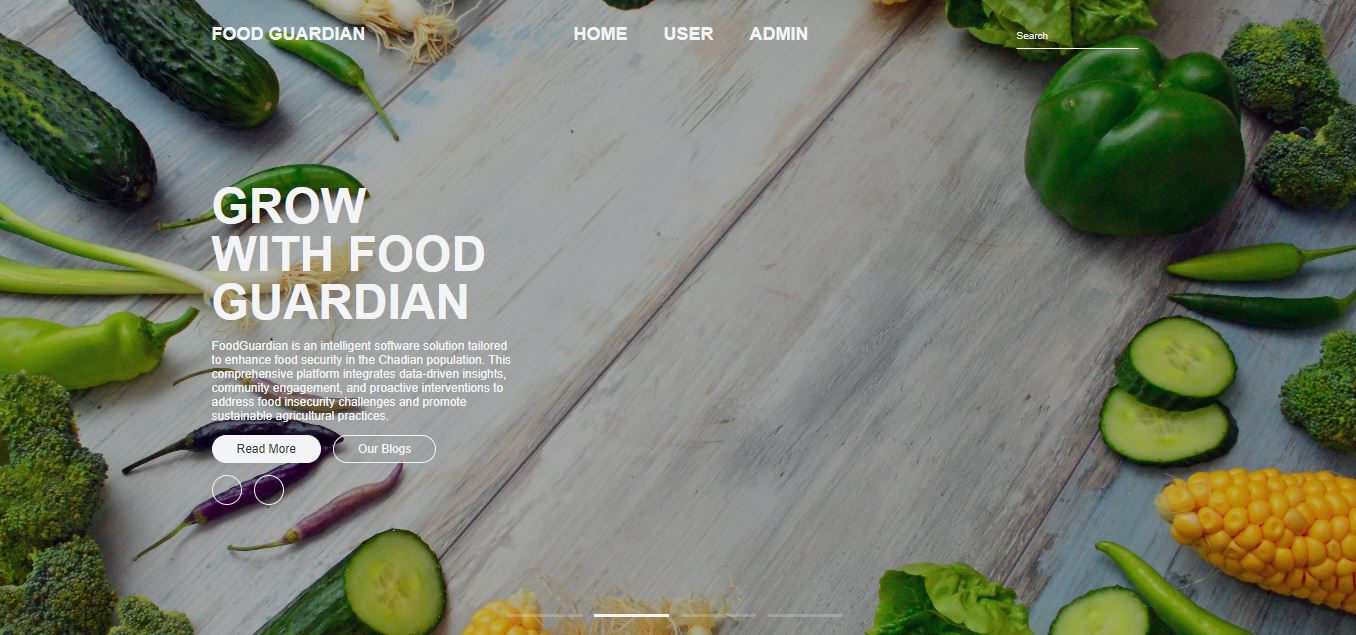 FOOD GUARDIAN
HOME USER ADMIN
Search
GROW
WITH FOOD
GUARDIAN
FoodGuardian is an intelligent software solution tailored
to enhance food security in the Chadian population. This
comprehensive platform integrates data-driven insights,
community engagement, and proactive interventions to
address food insecurity challenges and promote
sustainable agricultural practices.
Read More Our Blogs